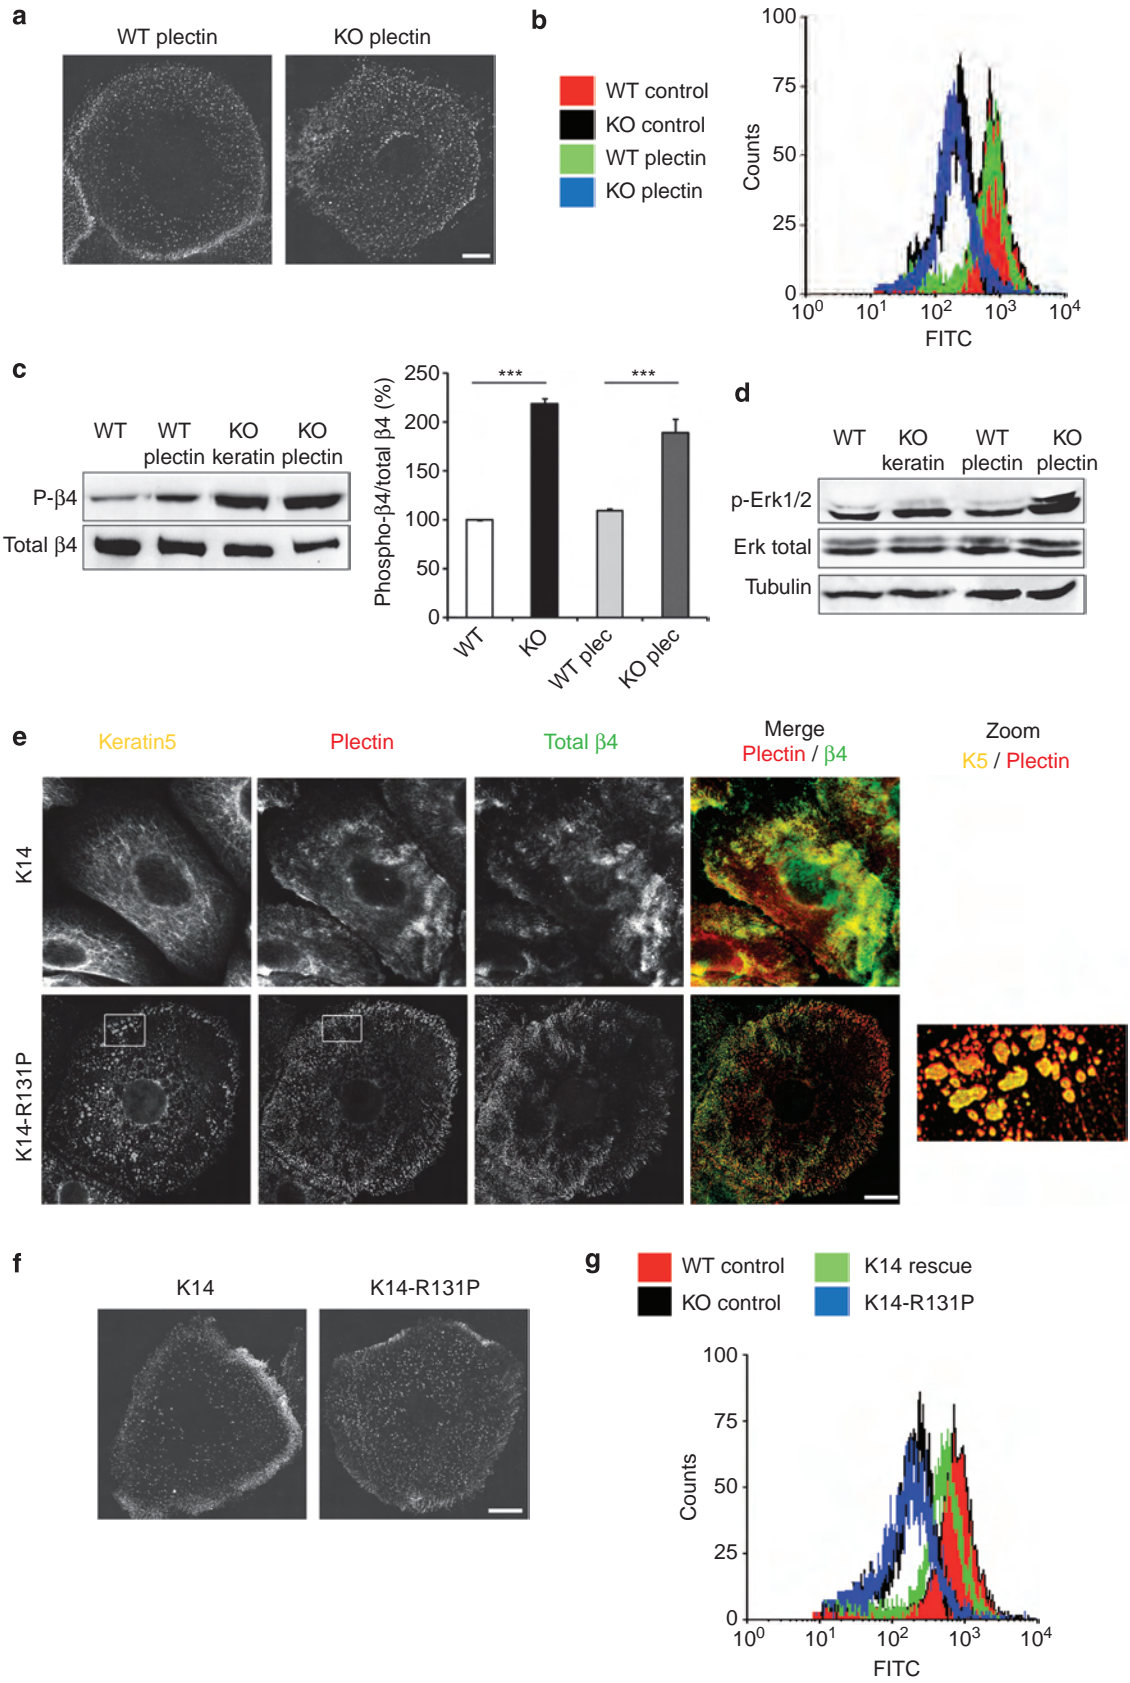 a
WT plectin
KO plectin
b
WT control
KO control
WT plectin
KO plectin
Counts
100
75
50
25
0
10⁰ 10¹ 10² 10³ 10⁴
FITC
c
WT WT plectin KO keratin KO plectin
P-β4
Total β4
Phospho-β4/total β4 (%)
250
200
150
100
50
0
***
***
WT
KO
WT plec
KO plec
d
WT KO keratin WT plectin KO plectin
p-Erk1/2
Erk total
Tubulin
e
Keratin5
Plectin
Total β4
Merge
Plectin / β4
Zoom
K5 / Plectin
K14
K14-R131P
f
K14
K14-R131P
g
WT control
KO control
K14 rescue
K14-R131P
Counts
100
75
50
25
0
10⁰ 10¹ 10² 10³ 10⁴
FITC